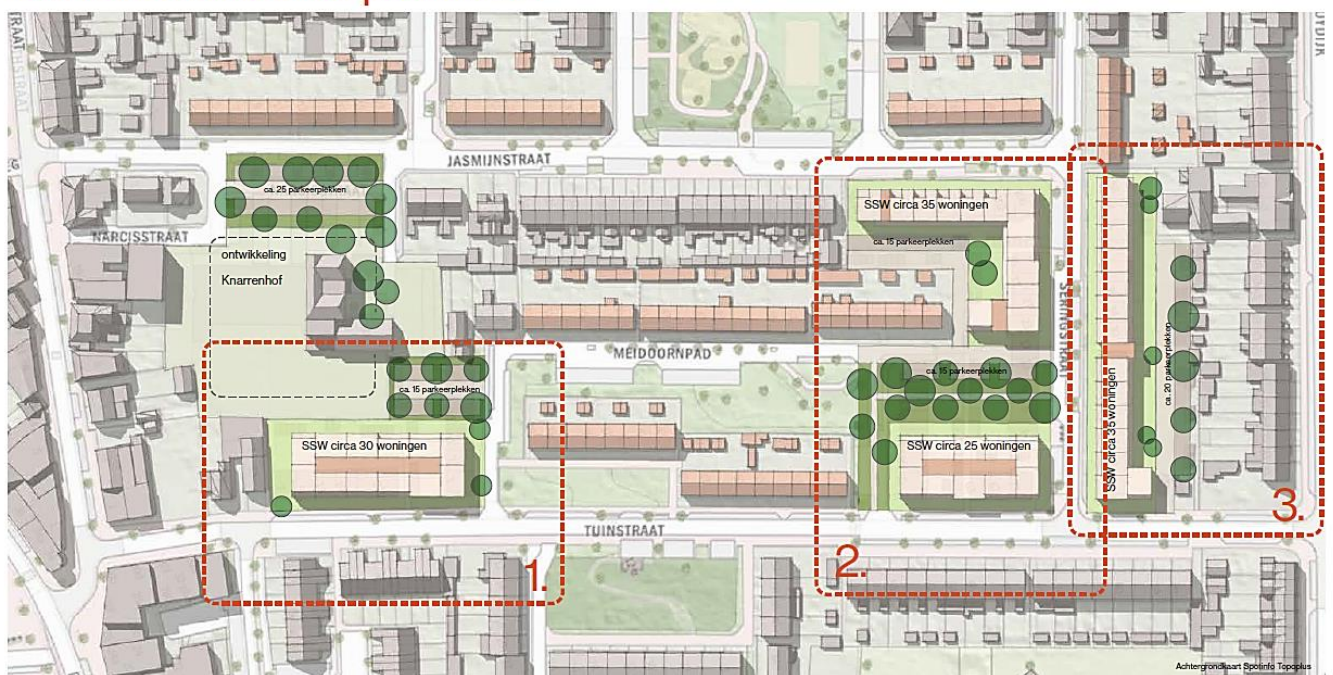 JASMIJNSTRAAT
ca. 25 parkeerplekken
NARCISSTRAAT
ontwikkeling
Knarrenhof
SSW circa 35 woningen
ca. 15 parkeerplekken
SERINGSTRAAT
MEIDOORNPAD
ca. 15 parkeerplekken
ca. 15 parkeerplekken
ca. 20 parkeerplekken
SSW circa 35 woningen
SSW circa 30 woningen
SSW circa 25 woningen
TUINSTRAAT
1.
2.
3.
Achtergrondkaart Spotinfo Topoplus